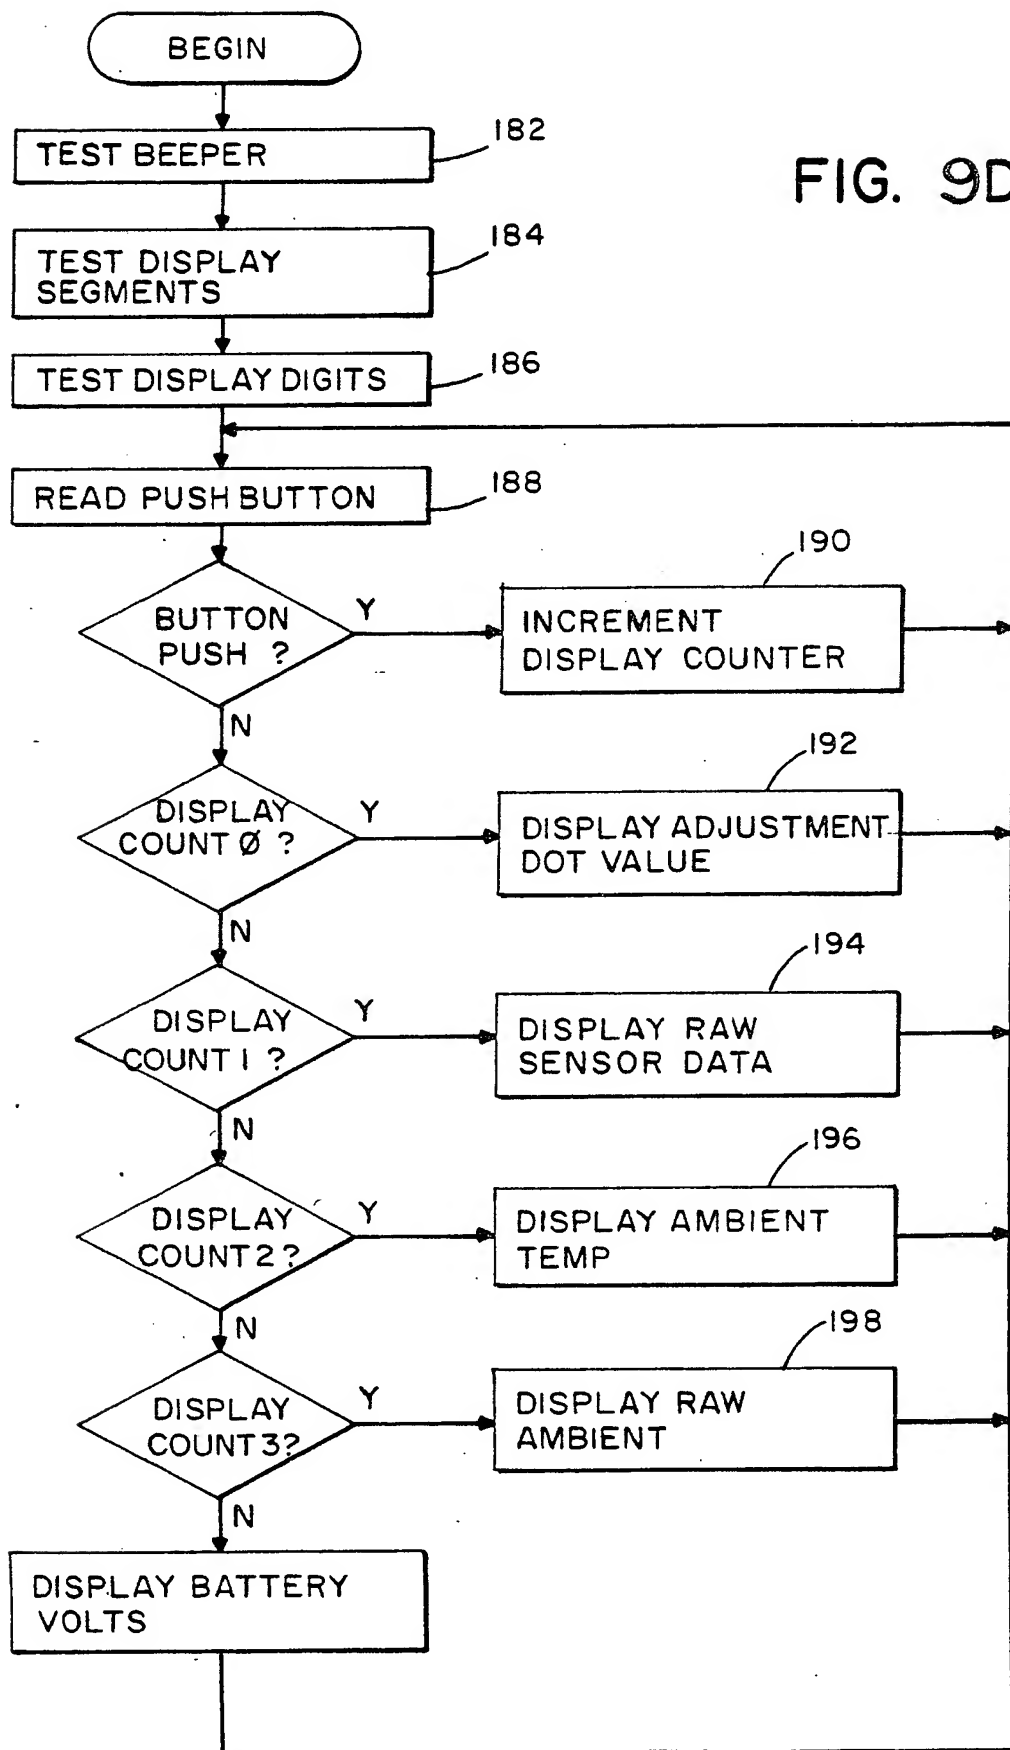 BEGIN
182
TEST BEEPER
FIG. 9D
184
TEST DISPLAY
SEGMENTS
186
TEST DISPLAY DIGITS
188
READ PUSH BUTTON
190
BUTTON
PUSH ?
Y
INCREMENT
DISPLAY COUNTER
N
192
DISPLAY
COUNT Ø ?
Y
DISPLAY ADJUSTMENT
DOT VALUE
N
194
DISPLAY
COUNT 1 ?
Y
DISPLAY RAW
SENSOR DATA
N
196
DISPLAY
COUNT 2 ?
Y
DISPLAY AMBIENT
TEMP
N
198
DISPLAY
COUNT 3?
Y
DISPLAY RAW
AMBIENT
N
DISPLAY BATTERY
VOLTS